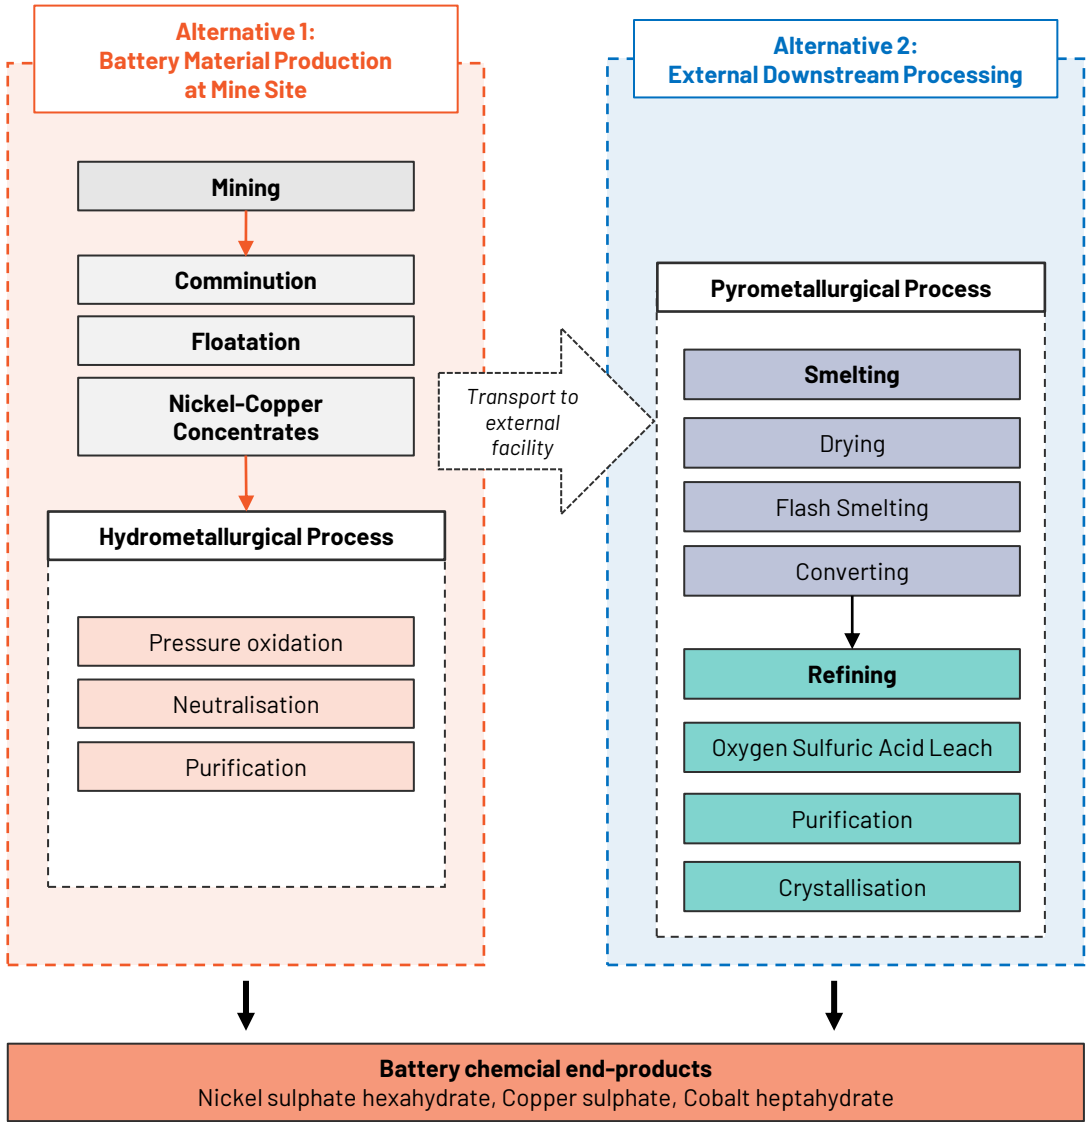 Alternative 1:
Battery Material Production
at Mine Site
Mining
Comminution
Floatation
Nickel-Copper
Concentrates
Hydrometallurgical Process
Pressure oxidation
Neutralisation
Purification
Transport to
external
facility
Alternative 2:
External Downstream Processing
Pyrometallurgical Process
Smelting
Drying
Flash Smelting
Converting
Refining
Oxygen Sulfuric Acid Leach
Purification
Crystallisation
Battery chemcial end-products
Nickel sulphate hexahydrate, Copper sulphate, Cobalt heptahydrate